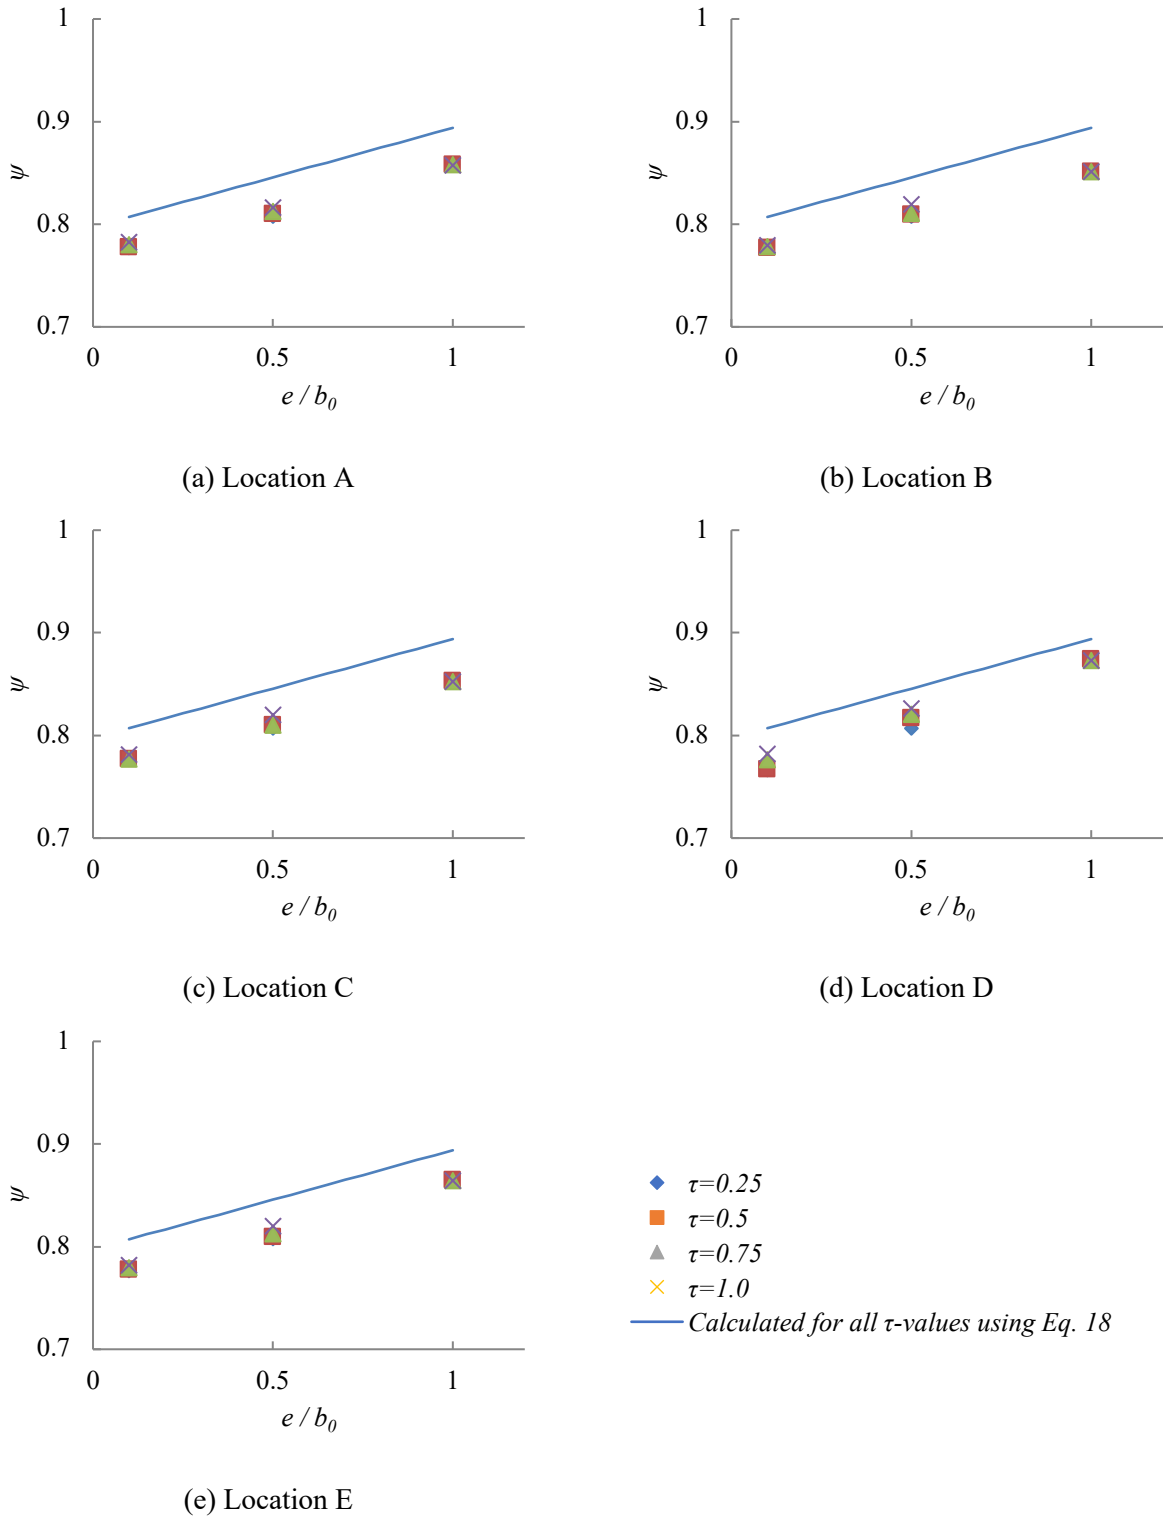 1
0.9
ψ
0.8
0.7
0 0.5 1
e / b0
(a) Location A
1
0.9
ψ
0.8
0.7
0 0.5 1
e / b0
(b) Location B
1
0.9
ψ
0.8
0.7
0 0.5 1
e / b0
(c) Location C
1
0.9
ψ
0.8
0.7
0 0.5 1
e / b0
(d) Location D
1
0.9
ψ
0.8
0.7
0 0.5 1
e / b0
(e) Location E
τ=0.25
τ=0.5
τ=0.75
τ=1.0
Calculated for all τ-values using Eq. 18